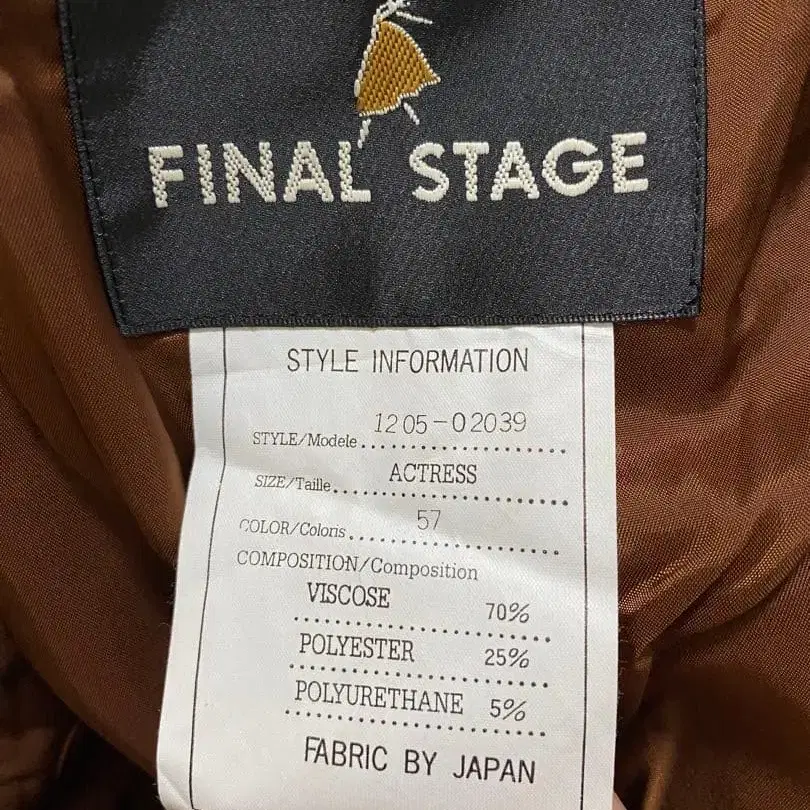 FINAL STAGE
STYLE INFORMATION
STYLE/Modele 1205-02039
SIZE/Taille ACTRESS
COLOR/Coloris 57
COMPOSITION/Composition
VISCOSE 70%
POLYESTER 25%
POLYURETHANE 5%
FABRIC BY JAPAN